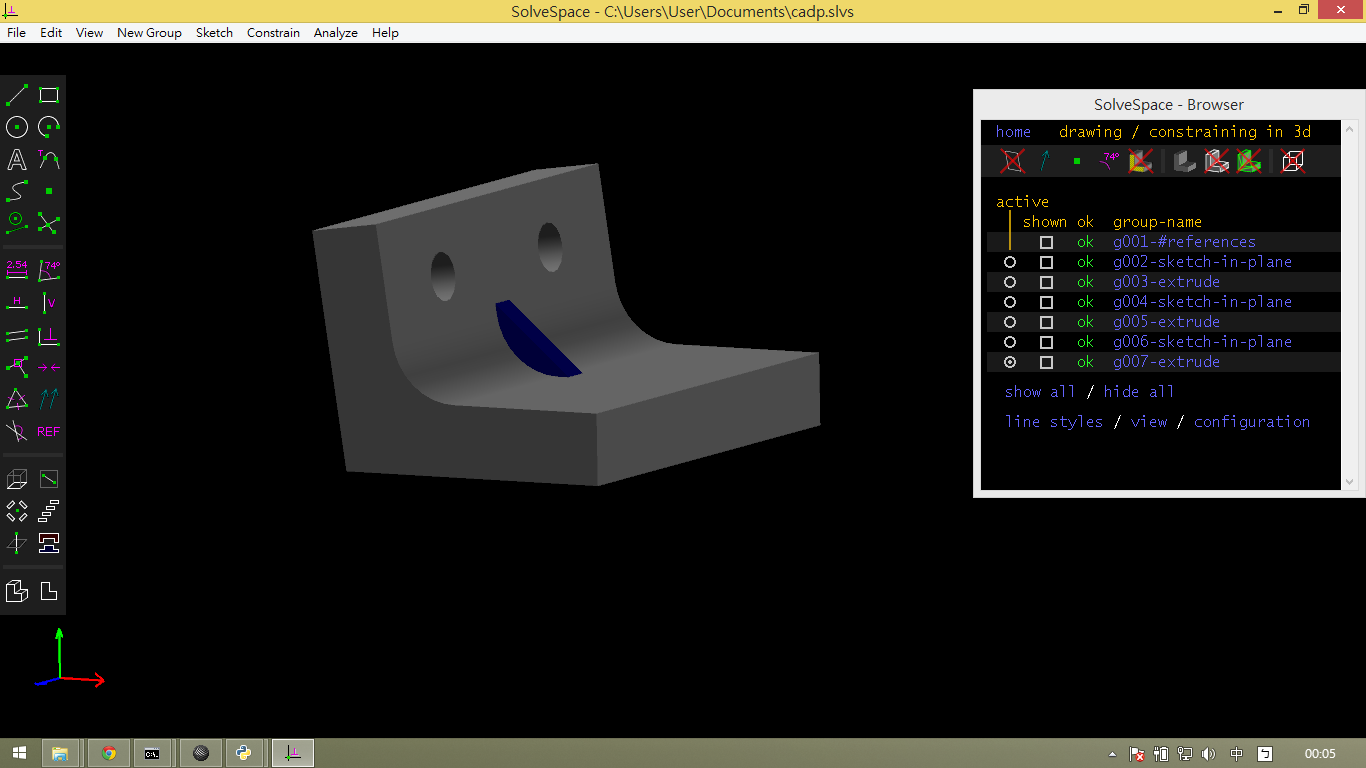 SolveSpace - C:\Users\User\Documents\cadp.slvs
File Edit View New Group Sketch Constrain Analyze Help
SolveSpace - Browser
home drawing / constraining in 3d
74°
active
shown ok group-name
ok g001-#references
ok g002-sketch-in-plane
ok g003-extrude
ok g004-sketch-in-plane
ok g005-extrude
ok g006-sketch-in-plane
ok g007-extrude
show all / hide all
line styles / view / configuration
A T
2.54 74°
H V
REF
C:\.
中
00:05